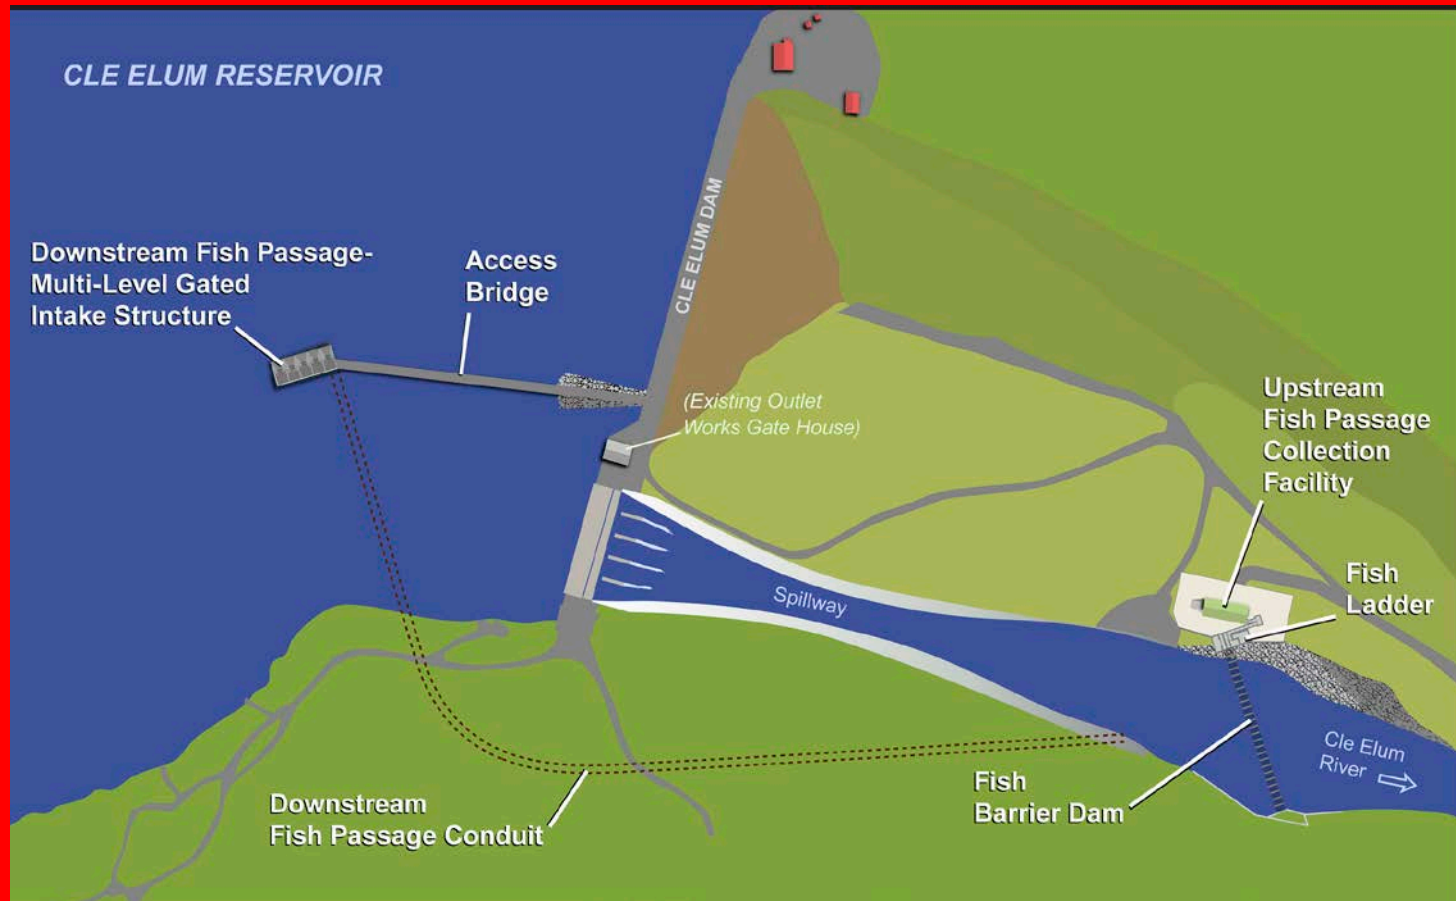 CLE ELUM RESERVOIR
CLE ELUM DAM
Downstream Fish Passage-
Multi-Level Gated
Intake Structure
Access
Bridge
(Existing Outlet
Works Gate House)
Upstream
Fish Passage
Collection
Facility
Fish
Ladder
Spillway
Cle Elum
River
Fish
Barrier Dam
Downstream
Fish Passage Conduit